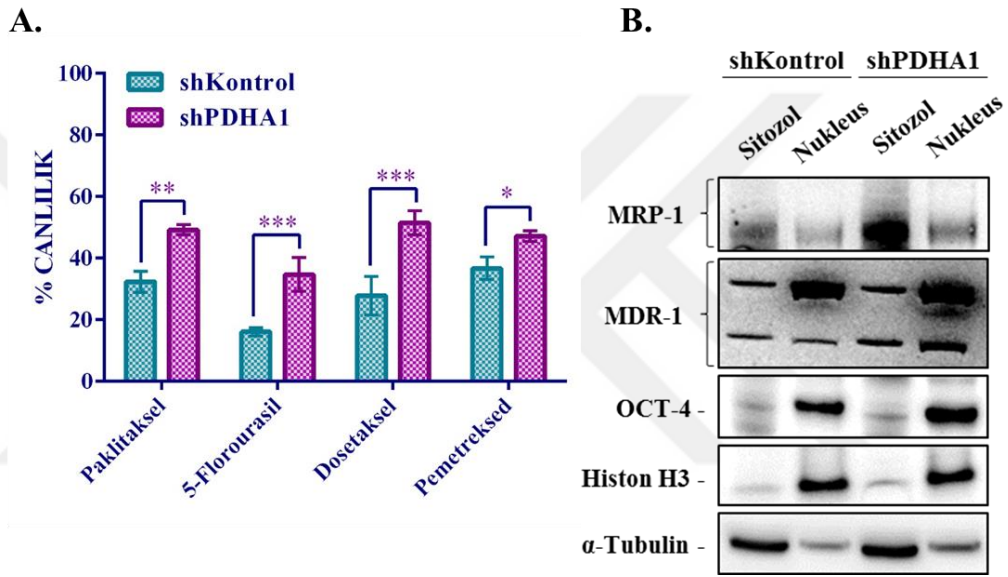 A.
% CANLILIK
100
80
60
40
20
0
shKontrol
shPDHA1
**
***
***
*
Paklitaksel
5-Florourasil
Dosetaksel
Pemetreksed
B.
shKontrol shPDHA1
Sitozol Nukleus Sitozol Nukleus
MRP-1
MDR-1
OCT-4 -
Histon H3 -
α-Tubulin -